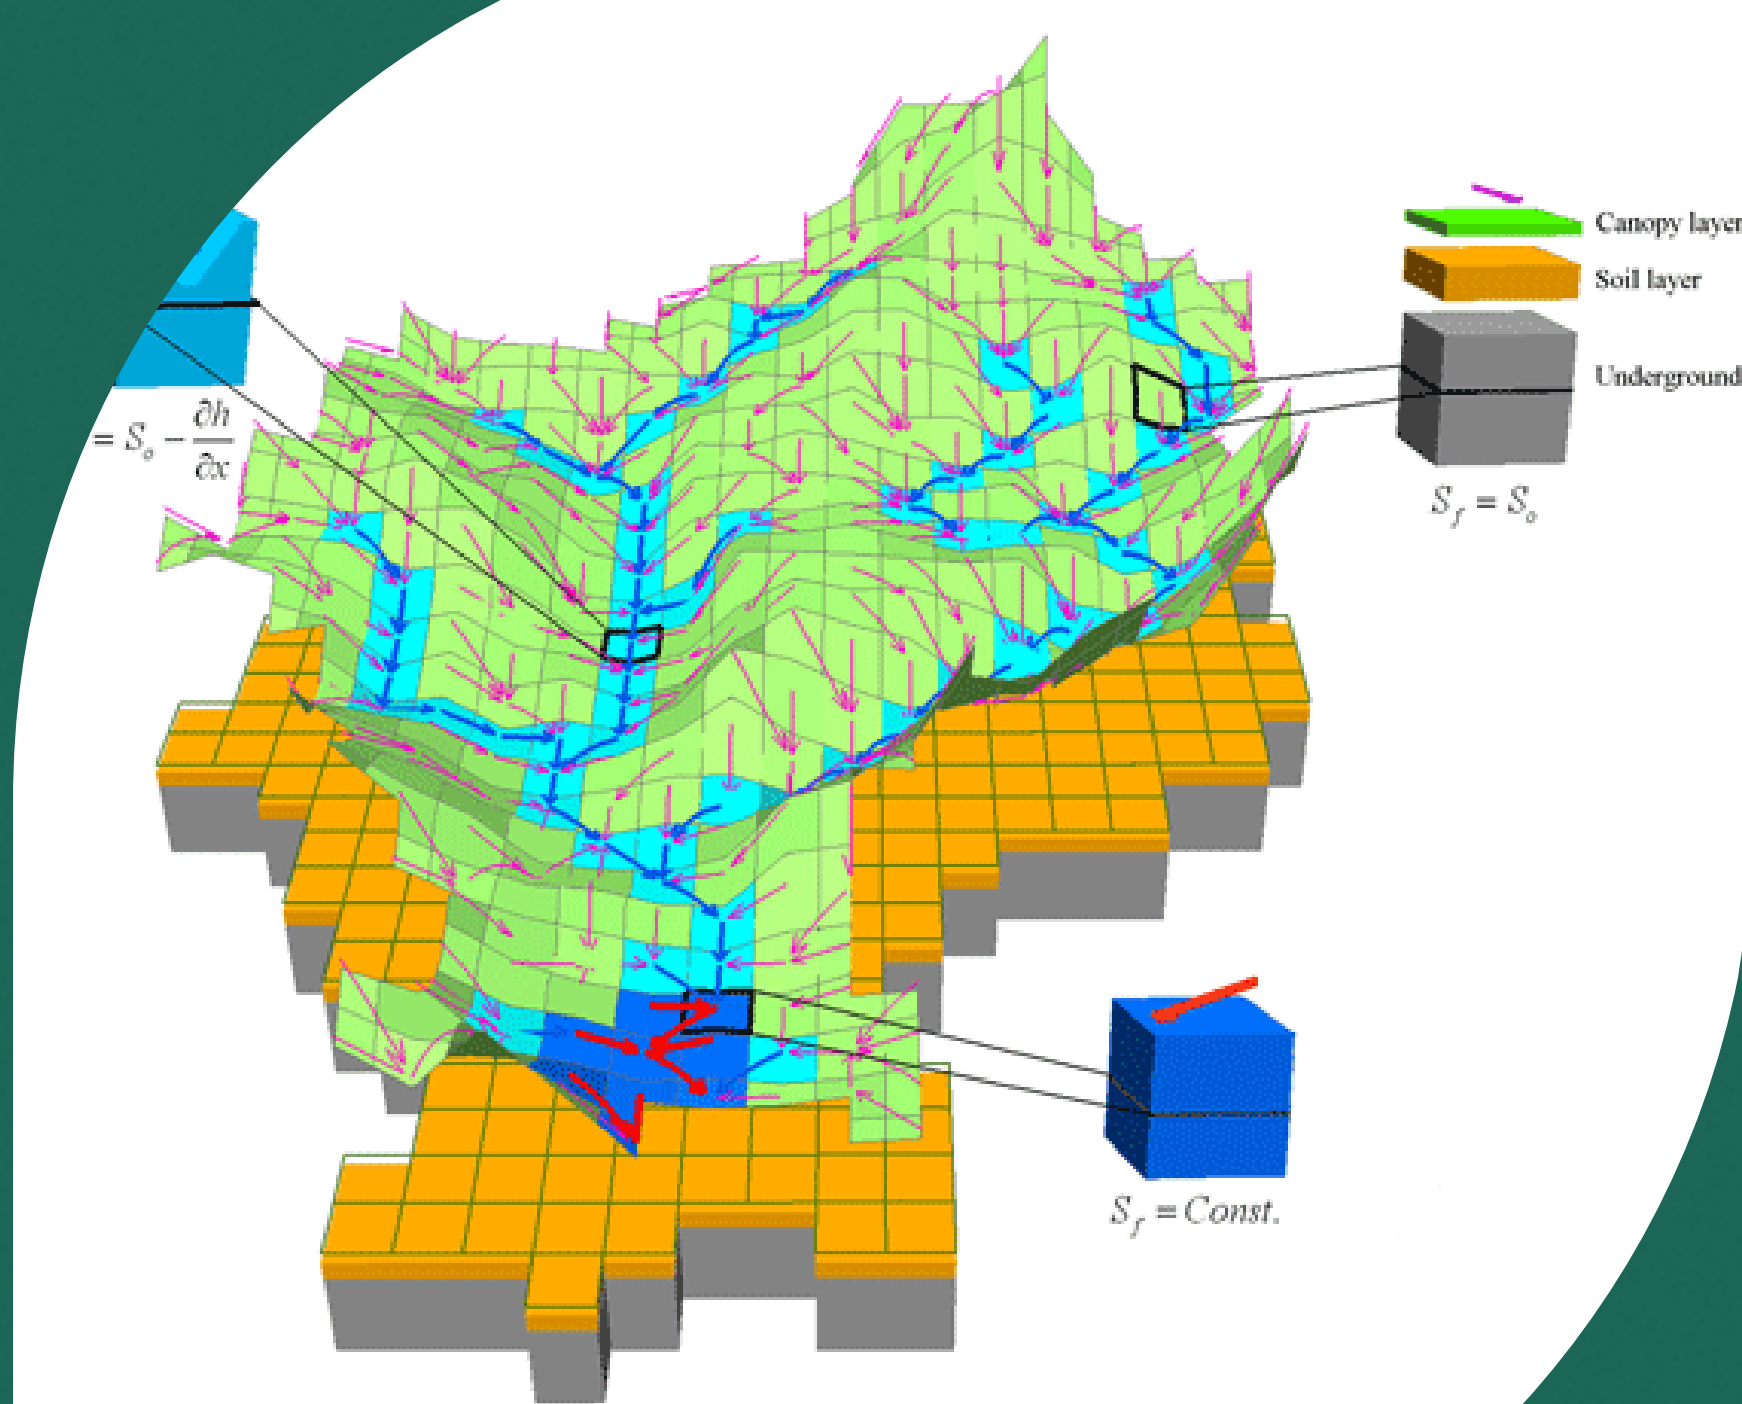 Canopy layer
Soil layer
Underground
S_f = S_o
= S_o − ∂h/∂x
S_f = Const.